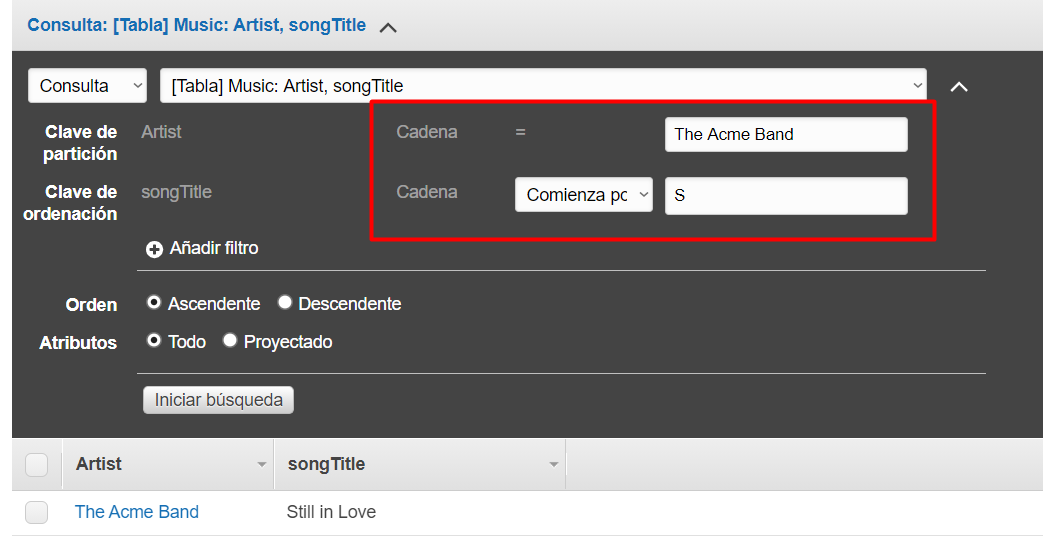 Consulta: [Tabla] Music: Artist, songTitle
Consulta [Tabla] Music: Artist, songTitle
Clave de partición Artist Cadena = The Acme Band
Clave de ordenación songTitle Cadena Comienza pc S
Añadir filtro
Orden Ascendente Descendente
Atributos Todo Proyectado
Iniciar búsqueda
Artist songTitle
The Acme Band Still in Love